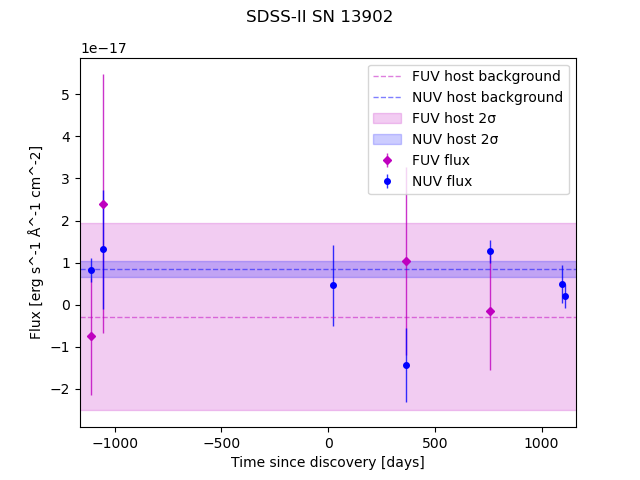 SDSS-II SN 13902
1e−17
FUV host background
NUV host background
FUV host 2σ
NUV host 2σ
FUV flux
NUV flux
5
4
3
2
1
0
−1
−2
Flux [erg s^-1 Å^-1 cm^-2]
−1000
−500
0
500
1000
Time since discovery [days]